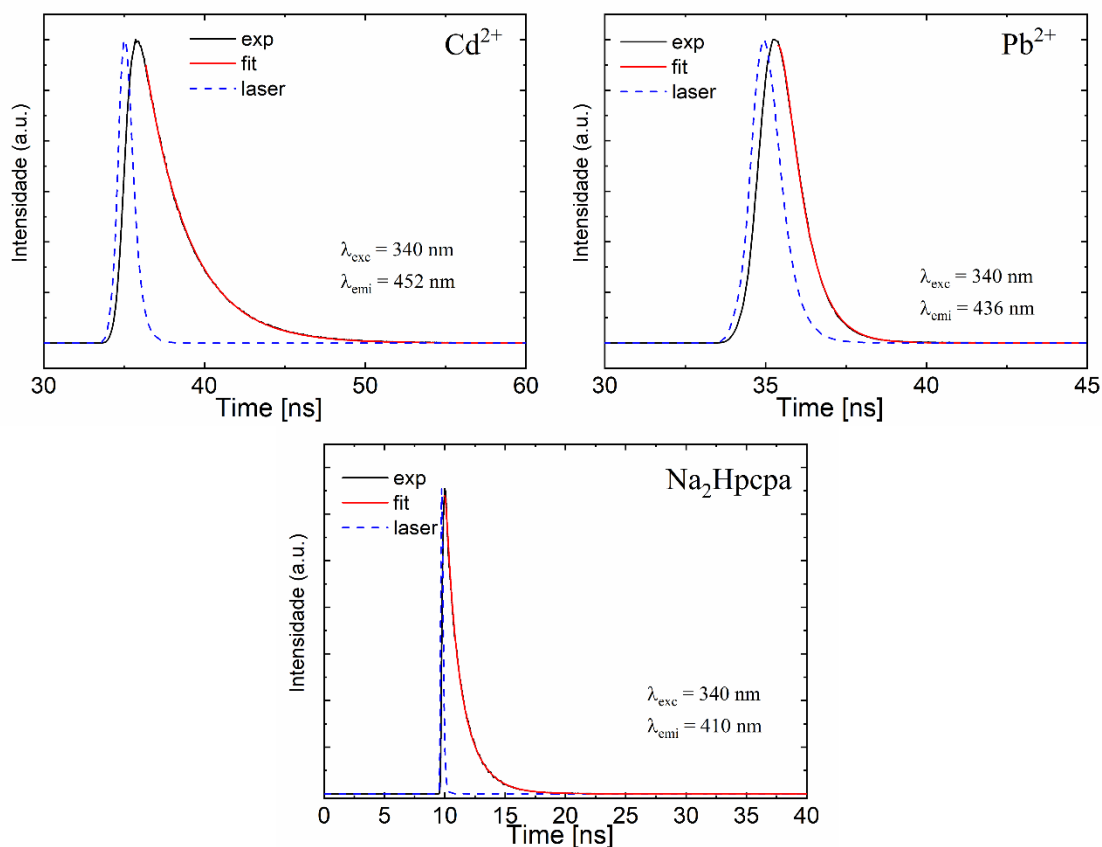 Cd²⁺
exp
fit
laser
λexc = 340 nm
λemi = 452 nm
Intensidade (a.u.)
30 40 50 60
Time [ns]
Pb²⁺
exp
fit
laser
λexc = 340 nm
λemi = 436 nm
Intensidade (a.u.)
30 35 40 45
Time [ns]
Na₂Hpcpa
exp
fit
laser
λexc = 340 nm
λemi = 410 nm
Intensidade (a.u.)
0 5 10 15 20 25 30 35 40
Time [ns]